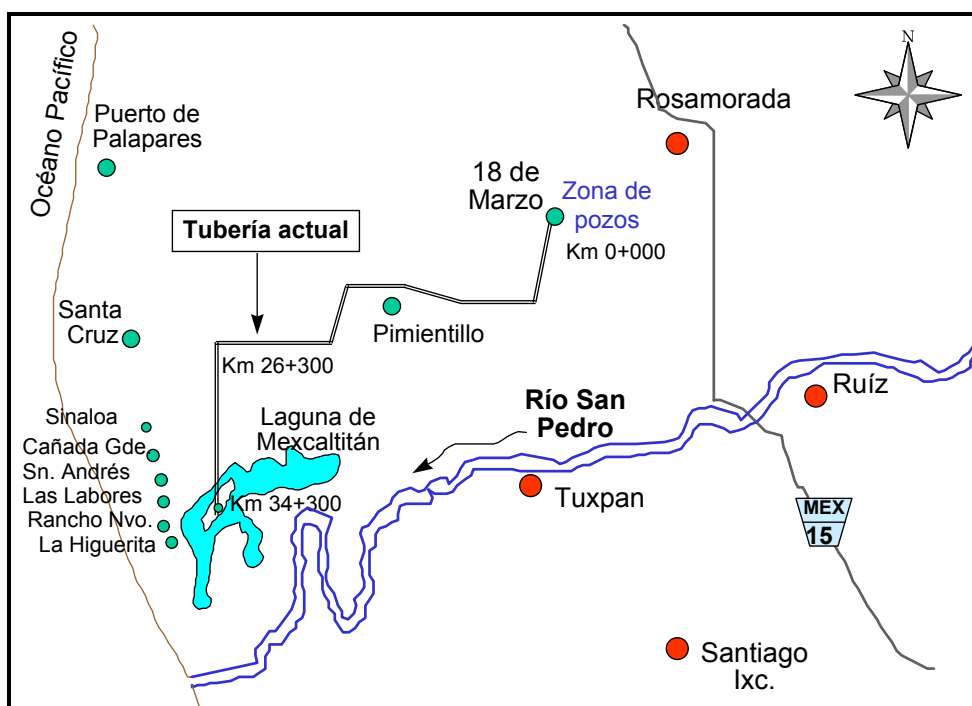 N
Océano Pacífico
Puerto de
Palapares
Rosamorada
18 de
Marzo
Zona de
pozos
Km 0+000
Tubería actual
Santa
Cruz
Pimientillo
Km 26+300
Ruíz
Río San
Pedro
Sinaloa
Laguna de
Mexcaltitán
Cañada Gde.
Sn. Andrés
Las Labores
Km 34+300
Rancho Nvo.
La Higuerita
Tuxpan
MEX
15
Santiago
Ixc.